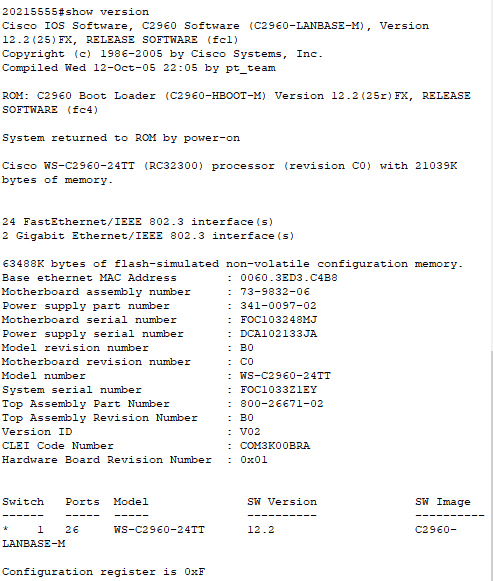 20215555#show version
Cisco IOS Software, C2960 Software (C2960-LANBASE-M), Version
12.2(25)FX, RELEASE SOFTWARE (fc1)
Copyright (c) 1986-2005 by Cisco Systems, Inc.
Compiled Wed 12-Oct-05 22:05 by pt_team
ROM: C2960 Boot Loader (C2960-HBOOT-M) Version 12.2(25r)FX, RELEASE
SOFTWARE (fc4)
System returned to ROM by power-on
Cisco WS-C2960-24TT (RC32300) processor (revision C0) with 21039K
bytes of memory.
24 FastEthernet/IEEE 802.3 interface(s)
2 Gigabit Ethernet/IEEE 802.3 interface(s)
63488K bytes of flash-simulated non-volatile configuration memory.
Base ethernet MAC Address : 0060.3ED3.C4B8
Motherboard assembly number : 73-9832-06
Power supply part number : 341-0097-02
Motherboard serial number : FOC103248MJ
Power supply serial number : DCA102133JA
Model revision number : B0
Motherboard revision number : C0
Model number : WS-C2960-24TT
System serial number : FOC1033Z1EY
Top Assembly Part Number : 800-26671-02
Top Assembly Revision Number : B0
Version ID : V02
CLEI Code Number : COM3K00BRA
Hardware Board Revision Number : 0x01
Switch Ports Model SW Version SW Image
------ ----- ----- ---------- ----------
* 1 26 WS-C2960-24TT 12.2 C2960-
LANBASE-M
Configuration register is 0xF